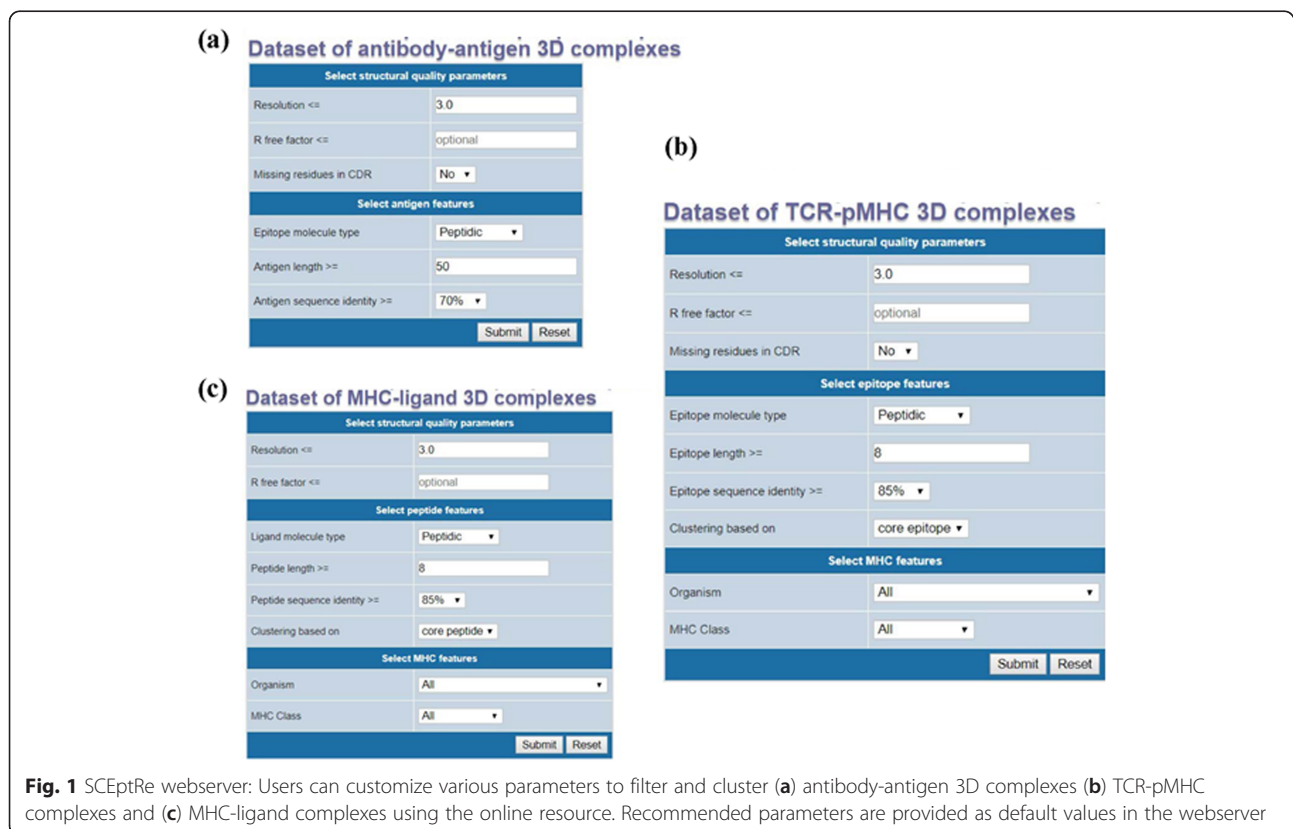 (a)
Dataset of antibody-antigen 3D complexes
Select structural quality parameters
Resolution <= 3.0
R free factor <= optional
Missing residues in CDR No
Select antigen features
Epitope molecule type Peptidic
Antigen length >= 50
Antigen sequence identity >= 70%
Submit Reset
(b)
Dataset of TCR-pMHC 3D complexes
Select structural quality parameters
Resolution <= 3.0
R free factor <= optional
Missing residues in CDR No
Select epitope features
Epitope molecule type Peptidic
Epitope length >= 8
Epitope sequence identity >= 85%
Clustering based on core epitope
Select MHC features
Organism All
MHC Class All
Submit Reset
(c)
Dataset of MHC-ligand 3D complexes
Select structural quality parameters
Resolution <= 3.0
R free factor <= optional
Select peptide features
Ligand molecule type Peptidic
Peptide length >= 8
Peptide sequence identity >= 85%
Clustering based on core peptide
Select MHC features
Organism All
MHC Class All
Submit Reset
Fig. 1 SCEptRe webserver: Users can customize various parameters to filter and cluster (a) antibody-antigen 3D complexes (b) TCR-pMHC
complexes and (c) MHC-ligand complexes using the online resource. Recommended parameters are provided as default values in the webserver